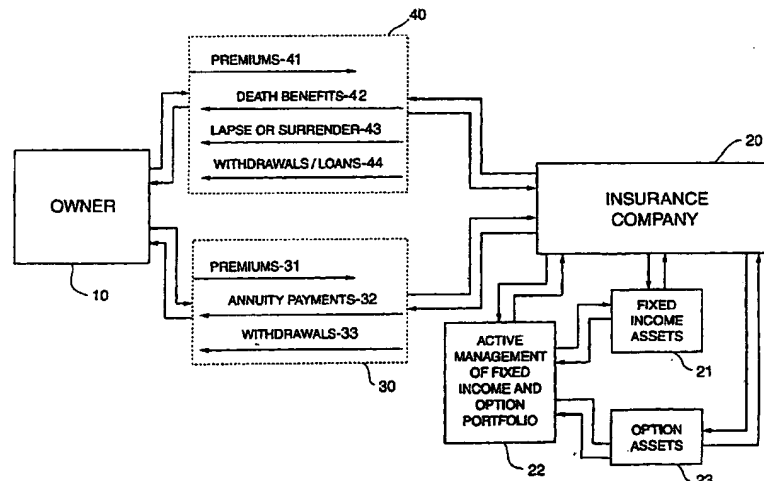 40
PREMIUMS-41
DEATH BENEFITS-42
LAPSE OR SURRENDER-43
WITHDRAWALS / LOANS-44
20
OWNER
10
INSURANCE
COMPANY
PREMIUMS-31
ANNUITY PAYMENTS-32
WITHDRAWALS-33
30
ACTIVE
MANAGEMENT
OF FIXED
INCOME AND
OPTION
PORTFOLIO
22
FIXED
INCOME
ASSETS
21
OPTION
ASSETS
23